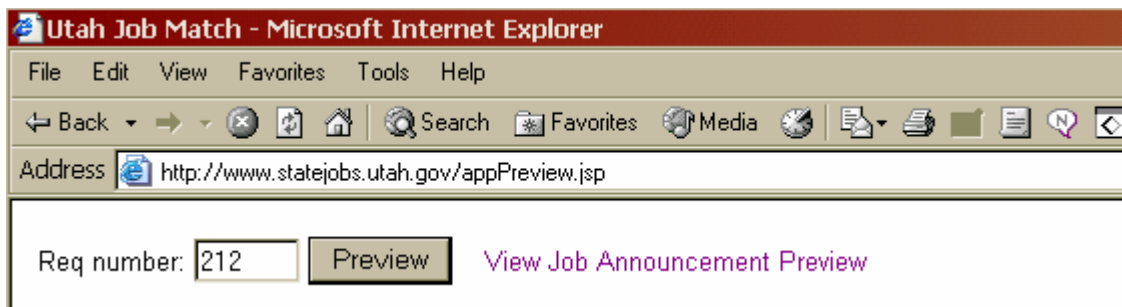 Utah Job Match - Microsoft Internet Explorer
File Edit View Favorites Tools Help
Back Search Favorites Media
Address http://www.statejobs.utah.gov/appPreview.jsp
Req number: 212 Preview View Job Announcement Preview